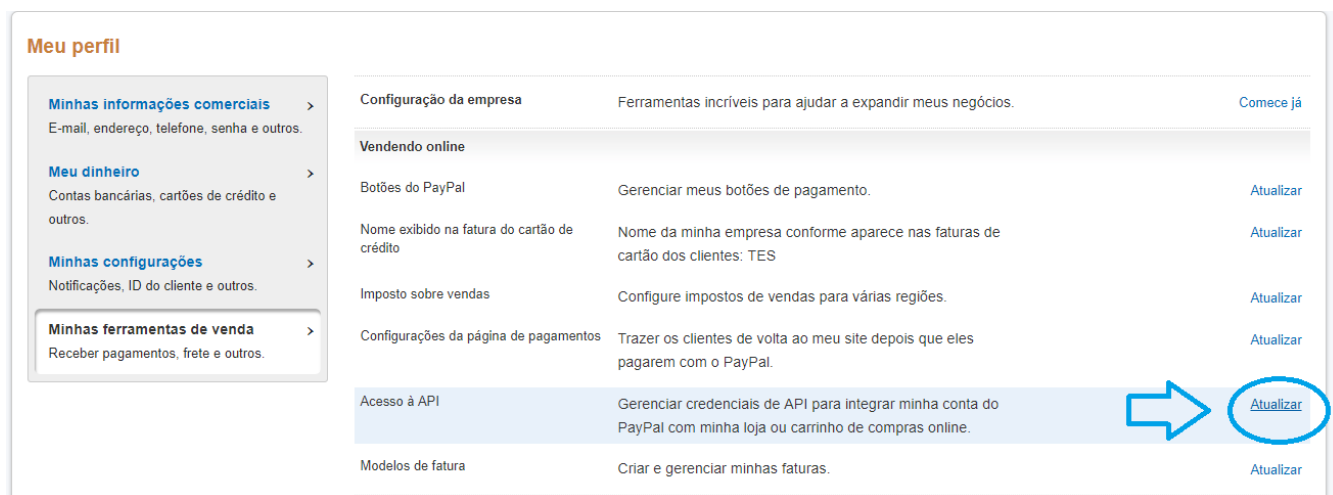 Meu perfil
Minhas informações comerciais
E-mail, endereço, telefone, senha e outros.
Meu dinheiro
Contas bancárias, cartões de crédito e
outros.
Minhas configurações
Notificações, ID do cliente e outros.
Minhas ferramentas de venda
Receber pagamentos, frete e outros.
Configuração da empresa
Ferramentas incríveis para ajudar a expandir meus negócios.
Comece já
Vendendo online
Botões do PayPal
Gerenciar meus botões de pagamento.
Atualizar
Nome exibido na fatura do cartão de
crédito
Nome da minha empresa conforme aparece nas faturas de
cartão dos clientes: TES
Atualizar
Imposto sobre vendas
Configure impostos de vendas para várias regiões.
Atualizar
Configurações da página de pagamentos
Trazer os clientes de volta ao meu site depois que eles
pagarem com o PayPal.
Atualizar
Acesso à API
Gerenciar credenciais de API para integrar minha conta do
PayPal com minha loja ou carrinho de compras online.
Atualizar
Modelos de fatura
Criar e gerenciar minhas faturas.
Atualizar